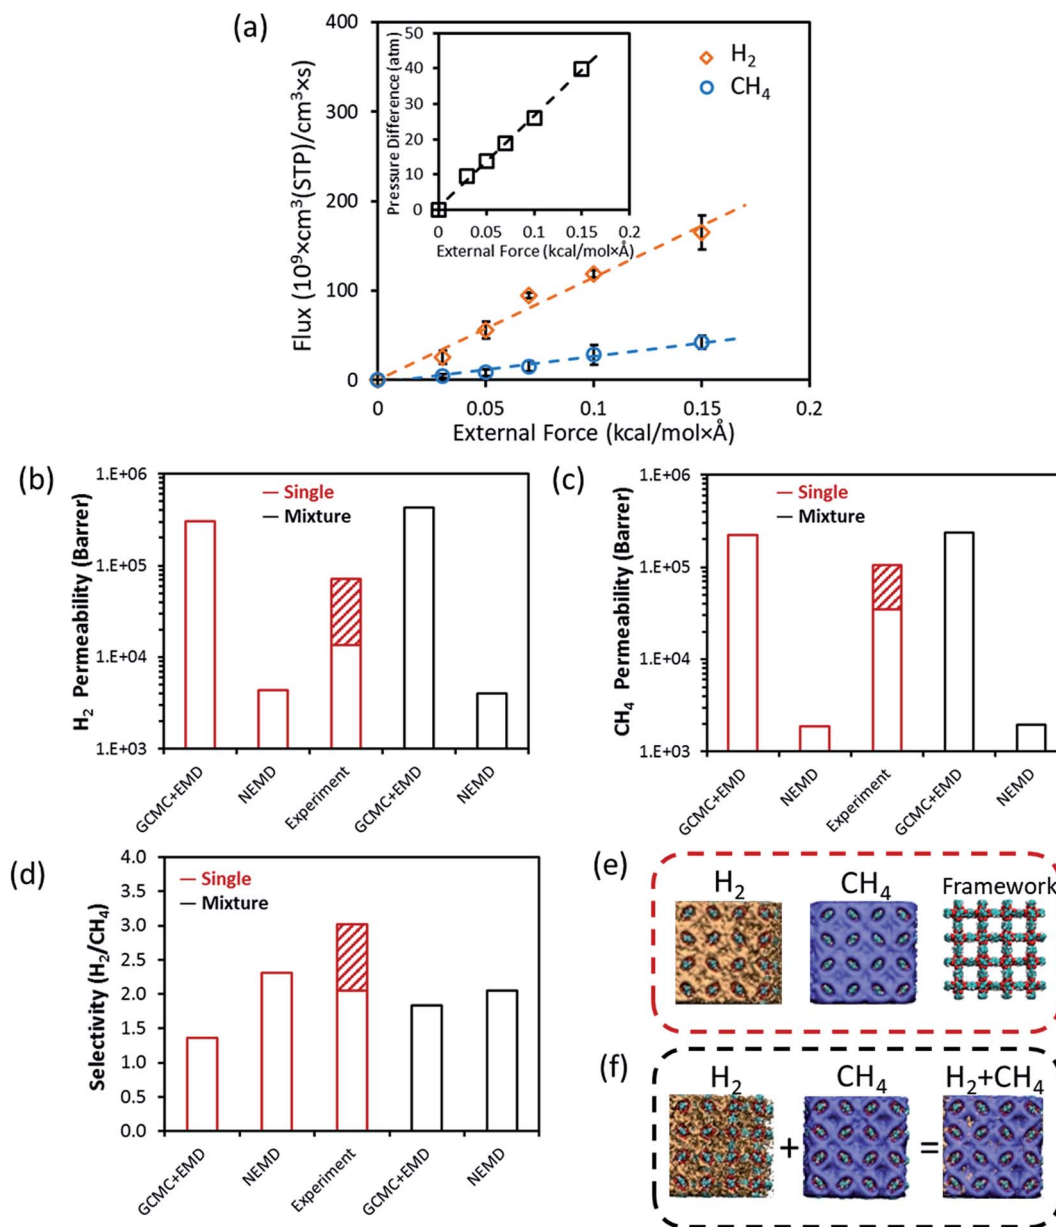 (a)
400
300
200
100
0
Flux (10⁹×cm³(STP)/cm³×s)
0
0.05
0.1
0.15
0.2
External Force (kcal/mol×Å)
H₂
CH₄
50
40
30
20
10
0
Pressure Difference (atm)
0
0.05
0.1
0.15
0.2
External Force (kcal/mol×Å)
(b)
1.E+06
1.E+05
1.E+04
1.E+03
H₂ Permeability (Barrer)
Single
Mixture
GCMC+EMD
NEMD
Experiment
GCMC+EMD
NEMD
(c)
1.E+06
1.E+05
1.E+04
1.E+03
CH₄ Permeability (Barrer)
Single
Mixture
GCMC+EMD
NEMD
Experiment
GCMC+EMD
NEMD
(d)
4.0
3.5
3.0
2.5
2.0
1.5
1.0
0.5
0.0
Selectivity (H₂/CH₄)
Single
Mixture
GCMC+EMD
NEMD
Experiment
GCMC+EMD
NEMD
(e)
H₂ CH₄ Framework
(f)
H₂ CH₄ H₂+CH₄
+ =